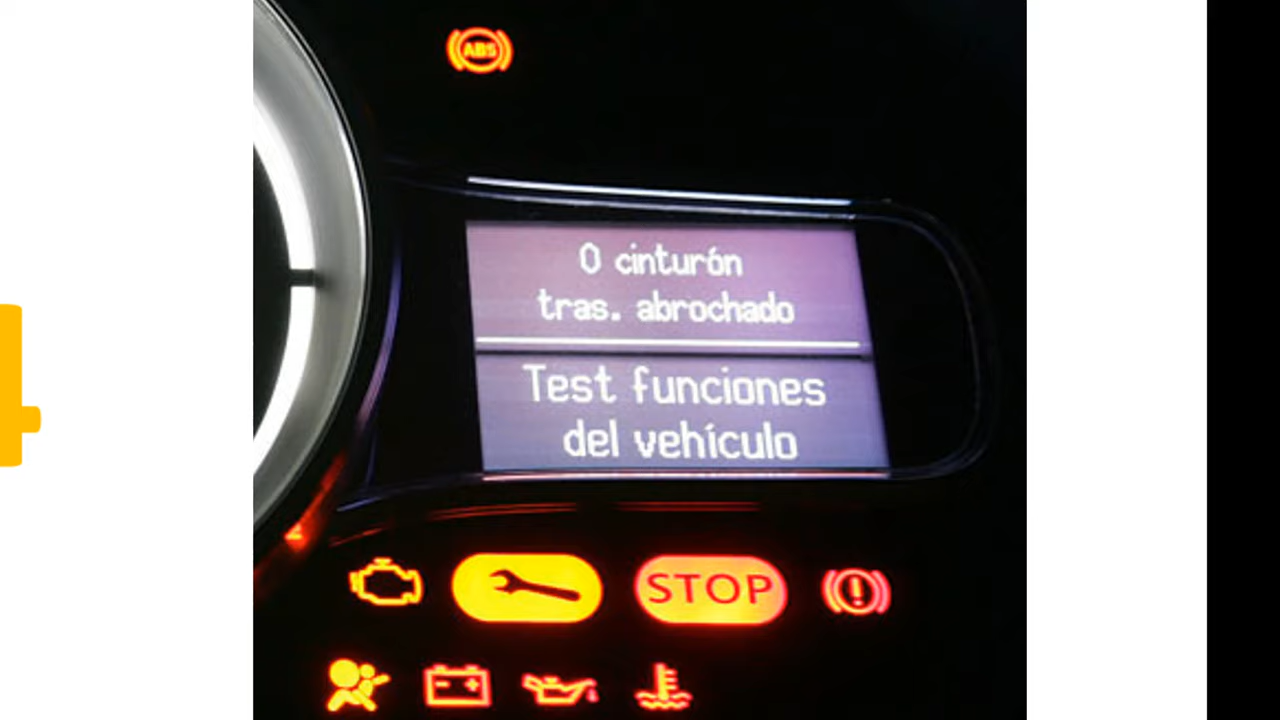 ABS
0 cinturón
tras. abrochado
Test funciones
del vehículo
STOP